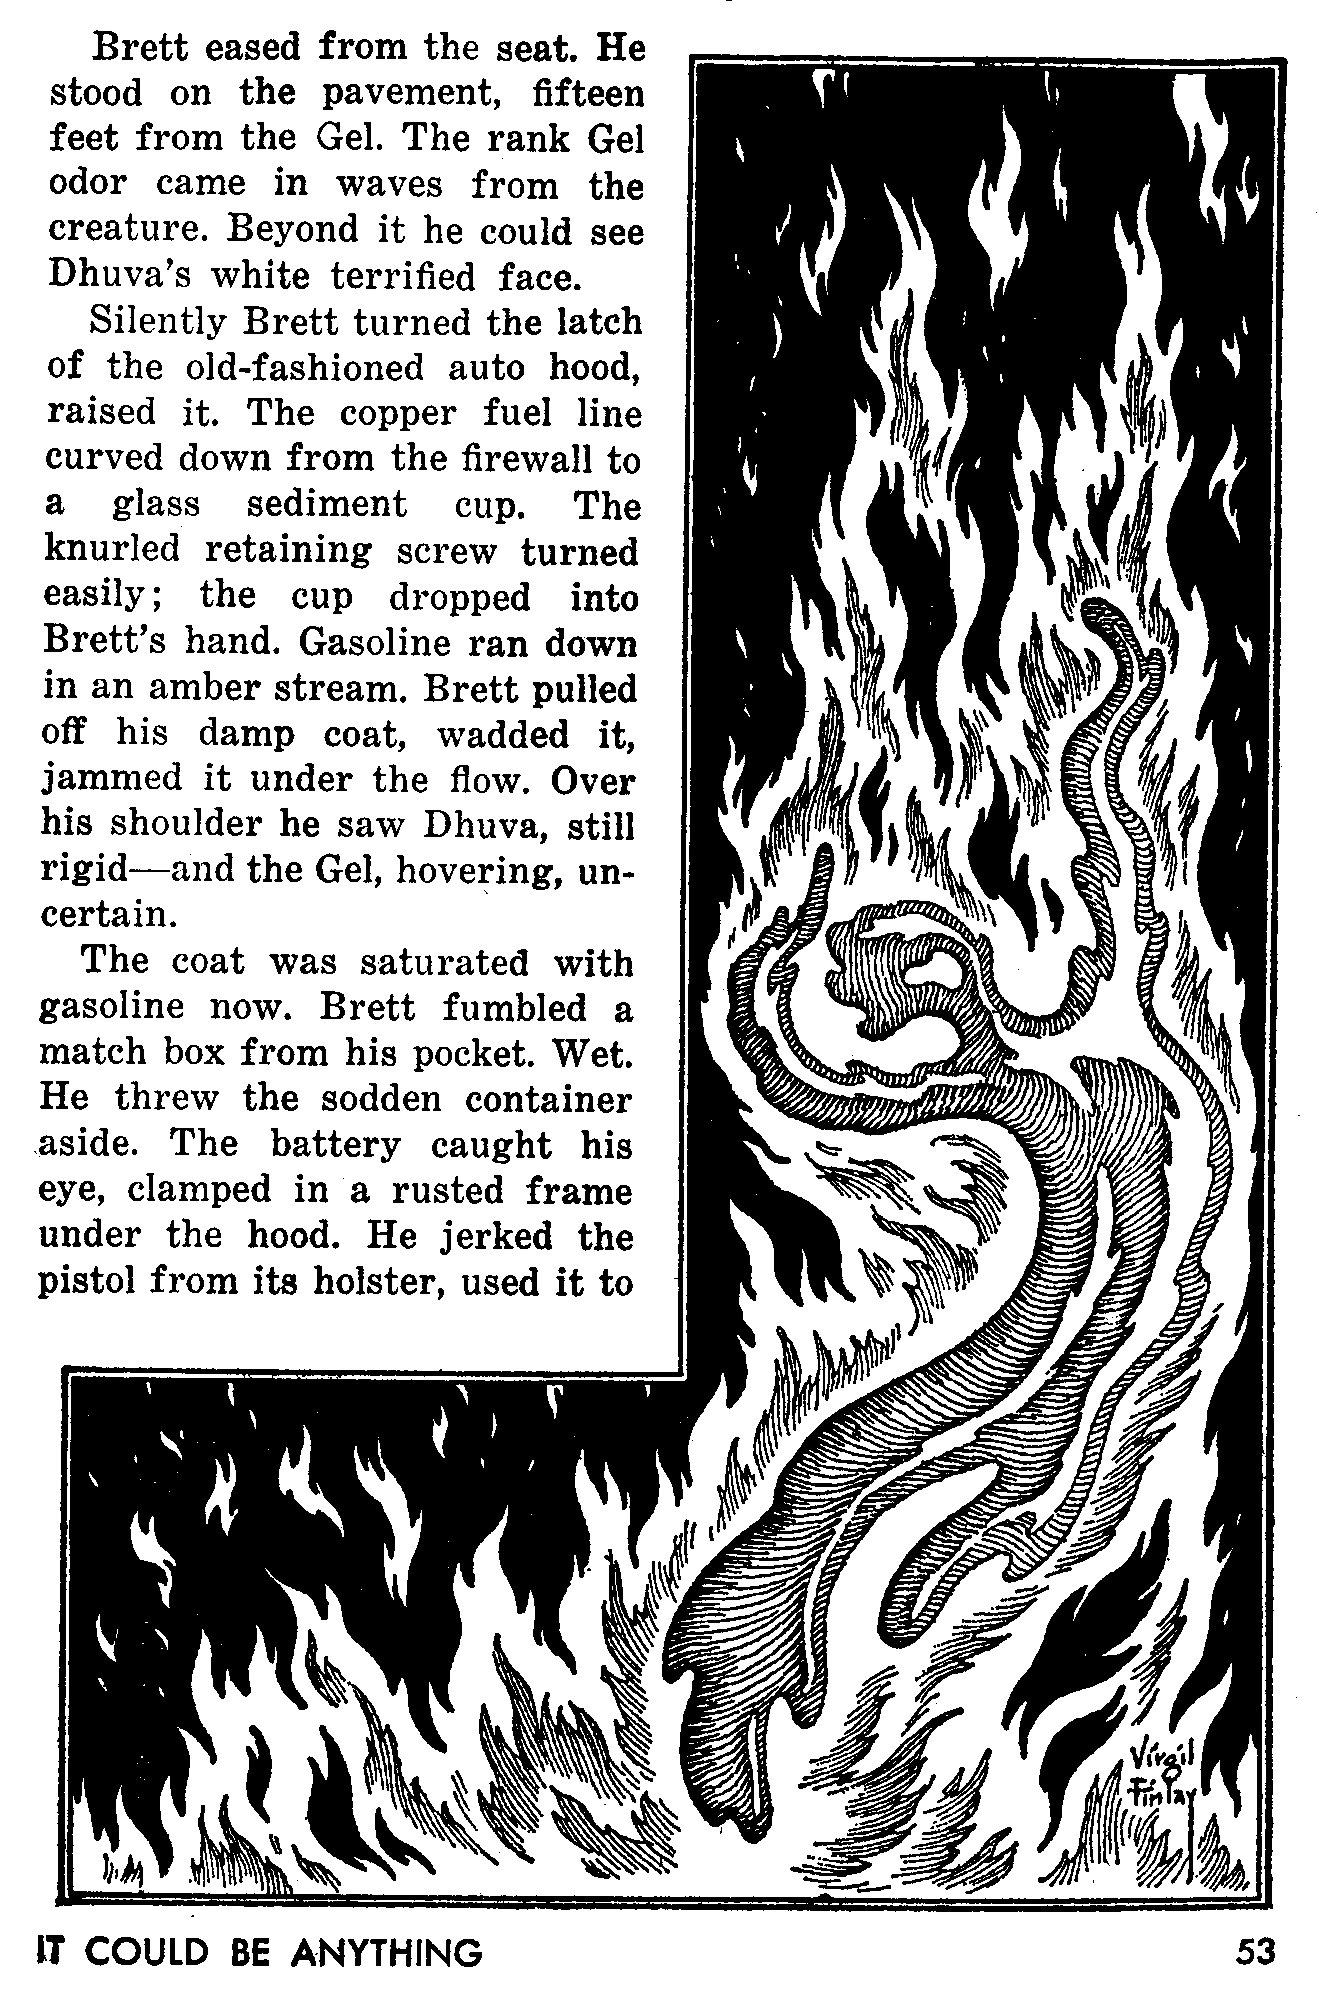 Brett eased from the seat. He
stood on the pavement, fifteen
feet from the Gel. The rank Gel
odor came in waves from the
creature. Beyond it he could see
Dhuva's white terrified face.
Silently Brett turned the latch
of the old-fashioned auto hood,
raised it. The copper fuel line
curved down from the firewall to
a glass sediment cup. The
knurled retaining screw turned
easily; the cup dropped into
Brett's hand. Gasoline ran down
in an amber stream. Brett pulled
off his damp coat, wadded it,
jammed it under the flow. Over
his shoulder he saw Dhuva, still
rigid—and the Gel, hovering, un-
certain.
The coat was saturated with
gasoline now. Brett fumbled a
match box from his pocket. Wet.
He threw the sodden container
aside. The battery caught his
eye, clamped in a rusted frame
under the hood. He jerked the
pistol from its holster, used it to
Virgil
Finlay
IT COULD BE ANYTHING
53